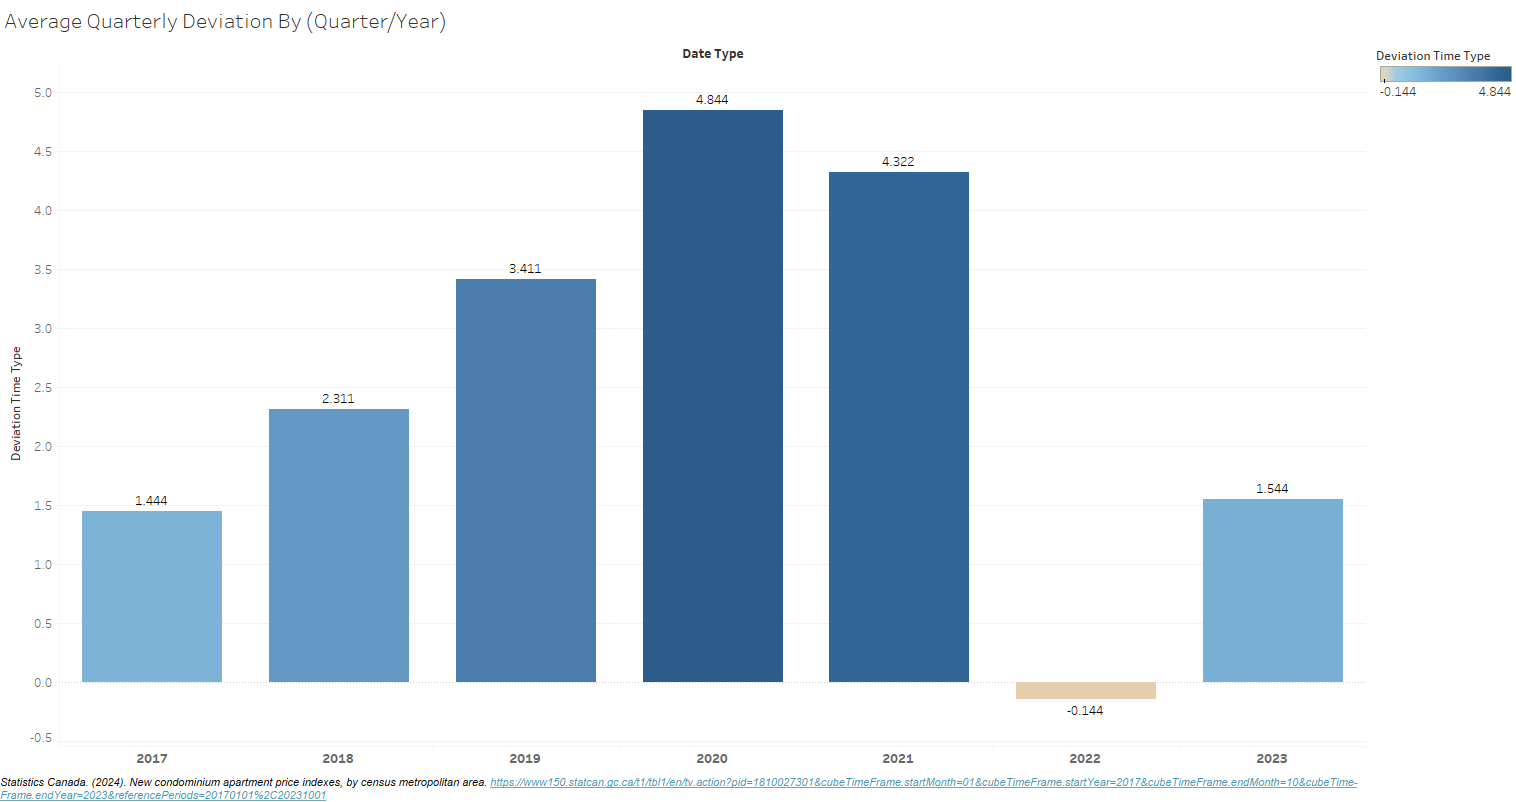 Average Quarterly Deviation By (Quarter/Year)
Date Type
Deviation Time Type
-0.144 4.844
5.0
4.5
4.0
3.5
3.0
2.5
2.0
1.5
1.0
0.5
0.0
-0.5
Deviation Time Type
1.444
2.311
3.411
4.844
4.322
-0.144
1.544
2017 2018 2019 2020 2021 2022 2023
Statistics Canada. (2024). New condominium apartment price indexes, by census metropolitan area. https://www150.statcan.gc.ca/t1/tbl1/en/tv.action?pid=1810027301&cubeTimeFrame.startMonth=01&cubeTimeFrame.startYear=2017&cubeTimeFrame.endMonth=10&cubeTime-
Frame.endYear=2023&referencePeriods=20170101%2C20231001